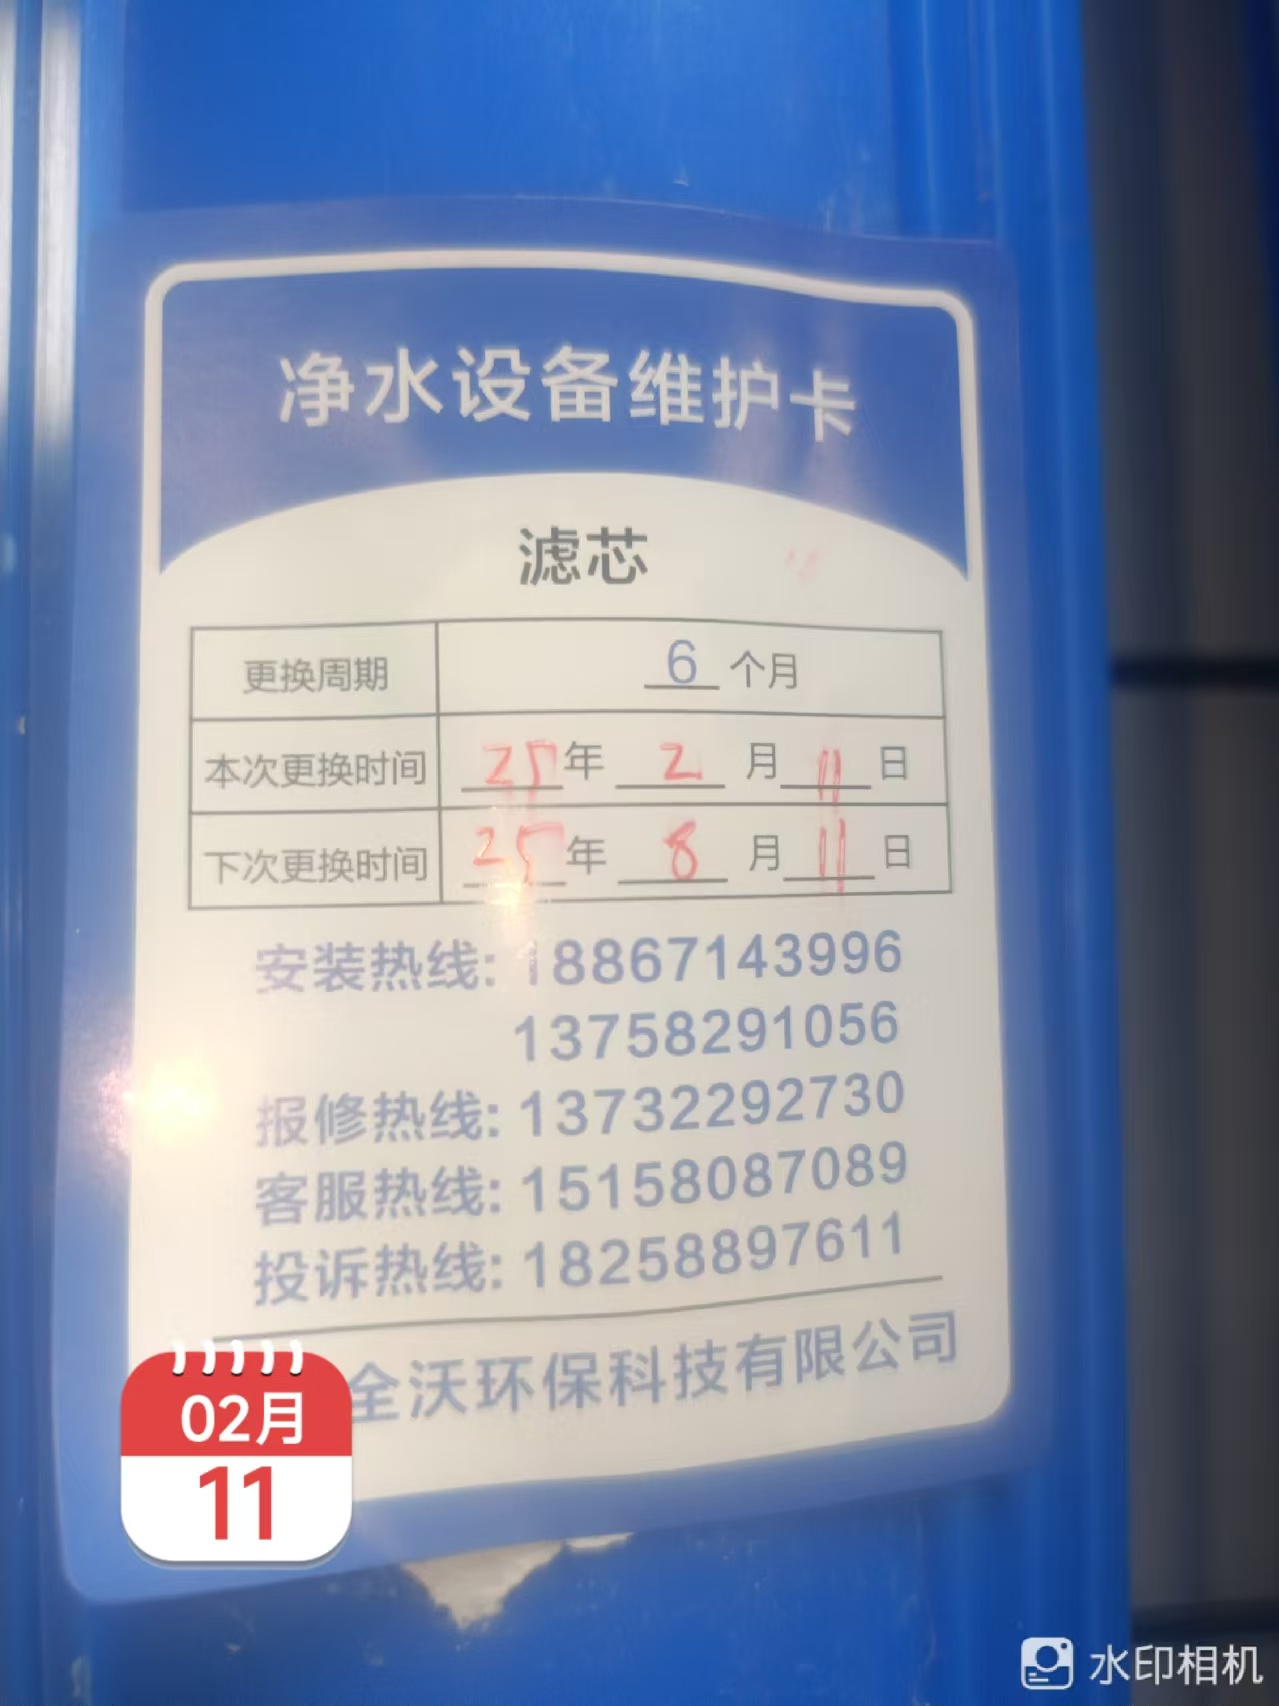 净水设备维护卡
滤芯
更换周期 6 个月
本次更换时间 25年 2 月 11 日
下次更换时间 25年 8 月 11 日
安装热线: 18867143996
13758291056
报修热线: 13732292730
客服热线: 15158087089
投诉热线: 18258897611
全沃环保科技有限公司
02月
11
水印相机